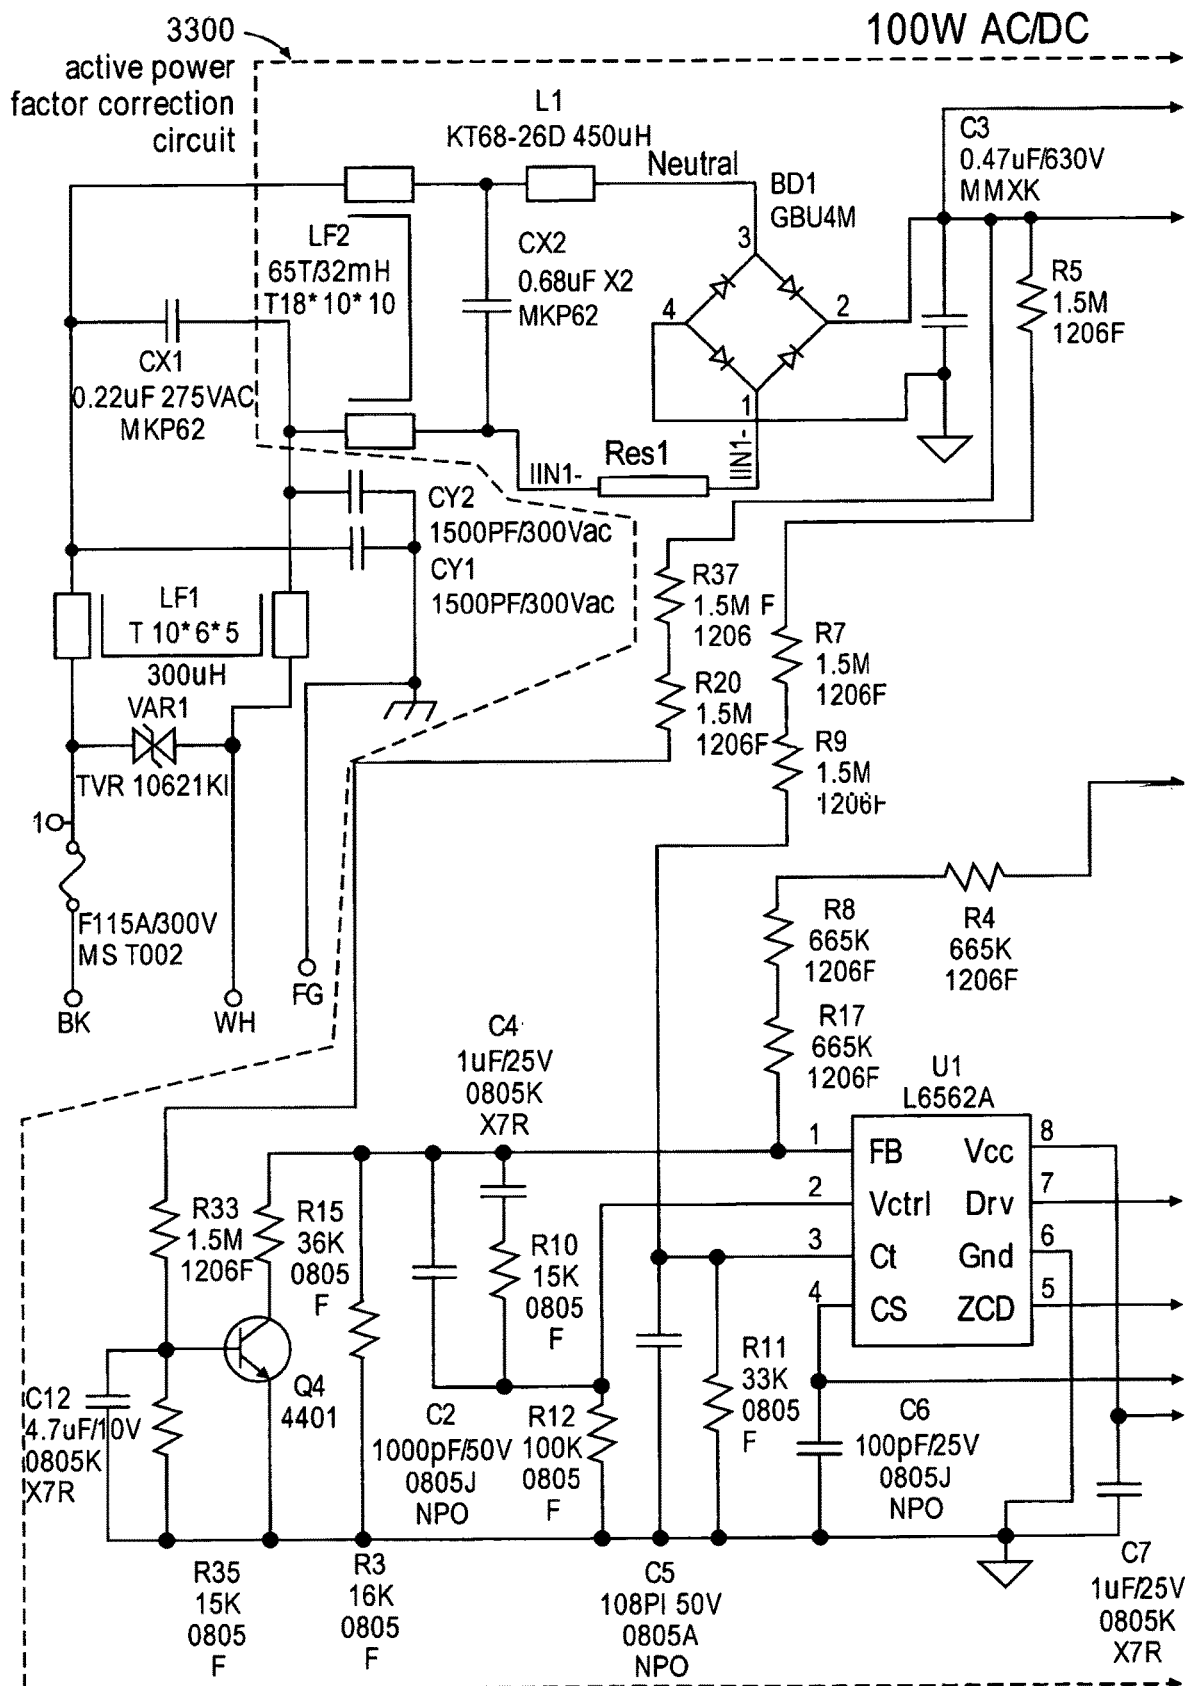 3300
active power
factor correction
circuit
100W AC/DC
L1
KT68-26D 450uH
Neutral
C3
0.47uF/630V
MMXK
BD1
GBU4M
LF2
65T/32mH
T18*10*10
CX2
0.68uF X2
MKP62
3
4
2
1
R5
1.5M
1206F
CX1
0.22uF 275VAC
MKP62
IIN1-
Res1
IIN1-
CY2
1500PF/300Vac
CY1
1500PF/300Vac
LF1
T 10*6*5
300uH
R37
1.5M F
1206
R7
1.5M
1206F
R20
1.5M
1206F
R9
1.5M
1206F
VAR1
TVR 10621KI
1
F115A/300V
MS T002
BK
WH
FG
R8
665K
1206F
R4
665K
1206F
R17
665K
1206F
C4
1uF/25V
0805K
X7R
U1
L6562A
1
2
3
4
FB
Vctrl
Ct
CS
Vcc
Drv
Gnd
ZCD
8
7
6
5
R33
1.5M
1206F
R15
36K
0805
F
R10
15K
0805
F
R11
33K
0805
F
C12
4.7uF/10V
0805K
X7R
Q4
4401
C2
1000pF/50V
0805J
NPO
R12
100K
0805
F
C6
100pF/25V
0805J
NPO
R35
15K
0805
F
R3
16K
0805
F
C5
108PI 50V
0805A
NPO
C7
1uF/25V
0805K
X7R